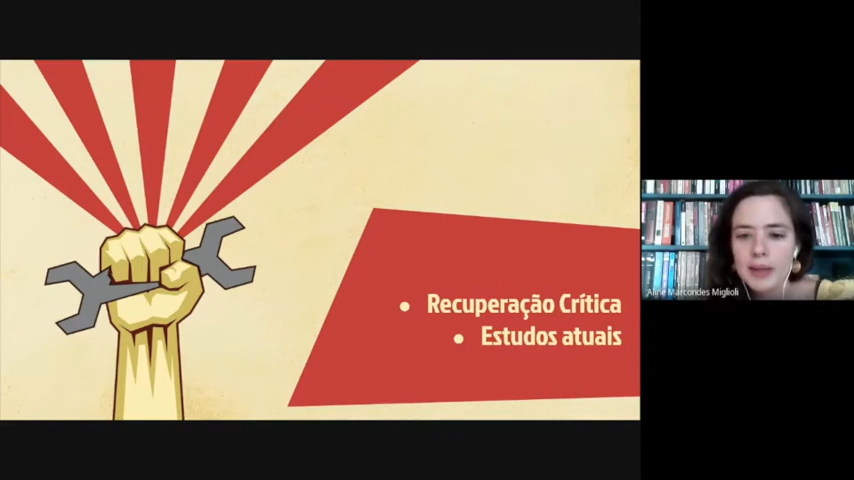 • Recuperação Crítica
• Estudos atuais
Aline Marcondes Miglioli